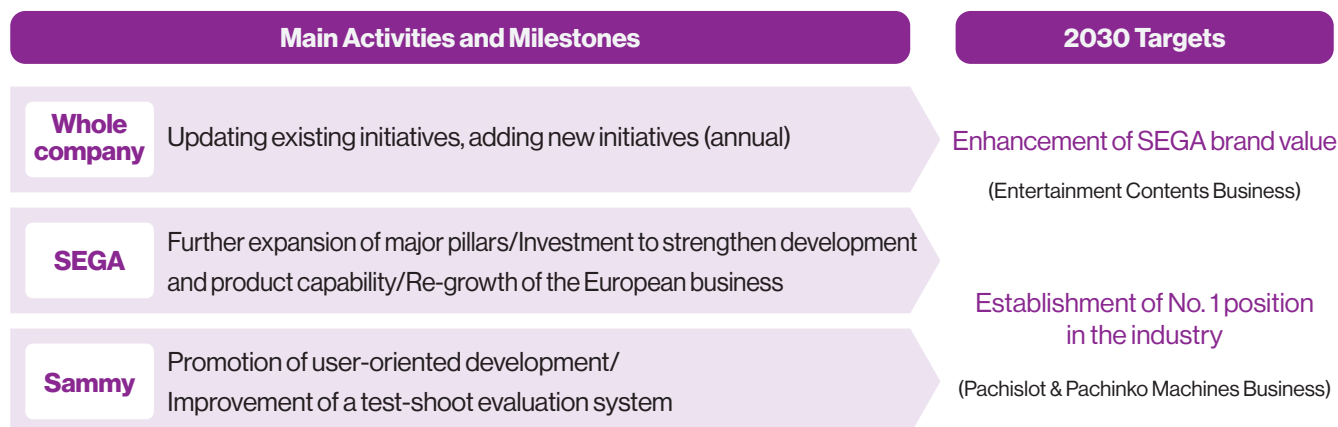 Main Activities and Milestones
2030 Targets
Whole
company
Updating existing initiatives, adding new initiatives (annual)
SEGA
Further expansion of major pillars/Investment to strengthen development
and product capability/Re-growth of the European business
Sammy
Promotion of user-oriented development/
Improvement of a test-shoot evaluation system
Enhancement of SEGA brand value
(Entertainment Contents Business)
Establishment of No. 1 position
in the industry
(Pachislot & Pachinko Machines Business)